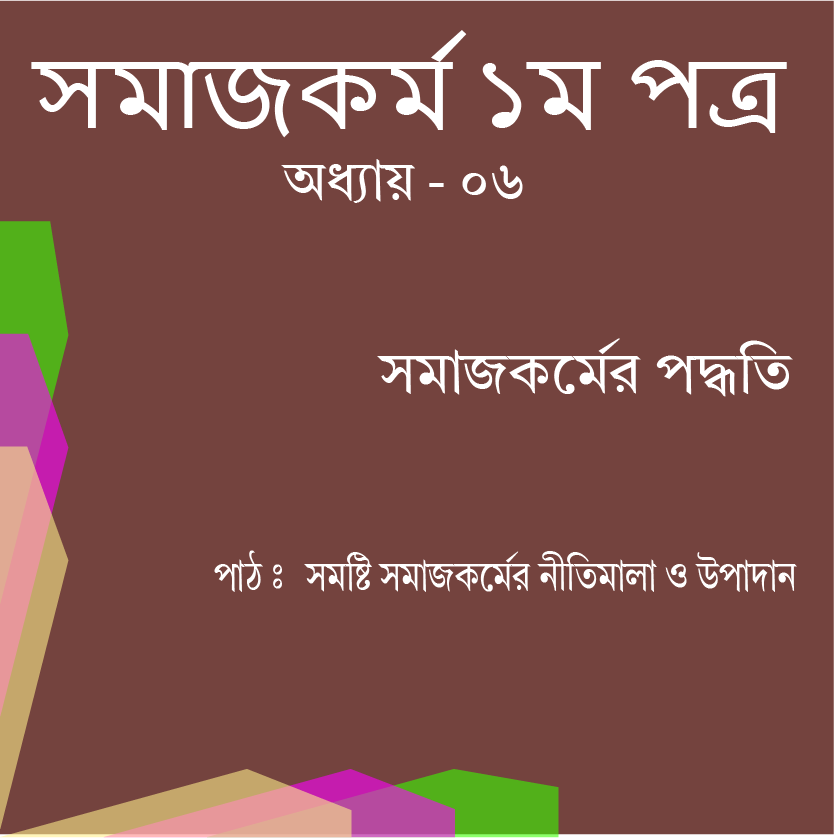 সমাজকর্ম ১ম পত্র
অধ্যায় - ০৬
সমাজকর্মের পদ্ধতি
পাঠ ঃ সমষ্টি সমাজকর্মের নীতিমালা ও উপাদান